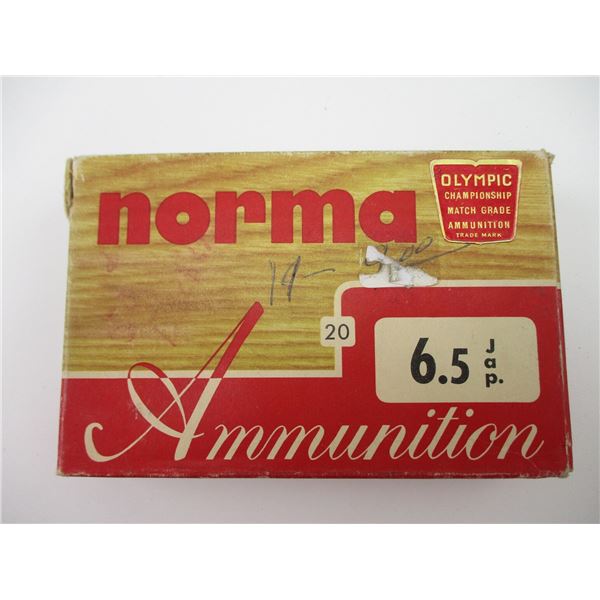 norma
OLYMPIC
CHAMPIONSHIP
MATCH GRADE
AMMUNITION
TRADE MARK
20
6.5 Jap.
Ammunition